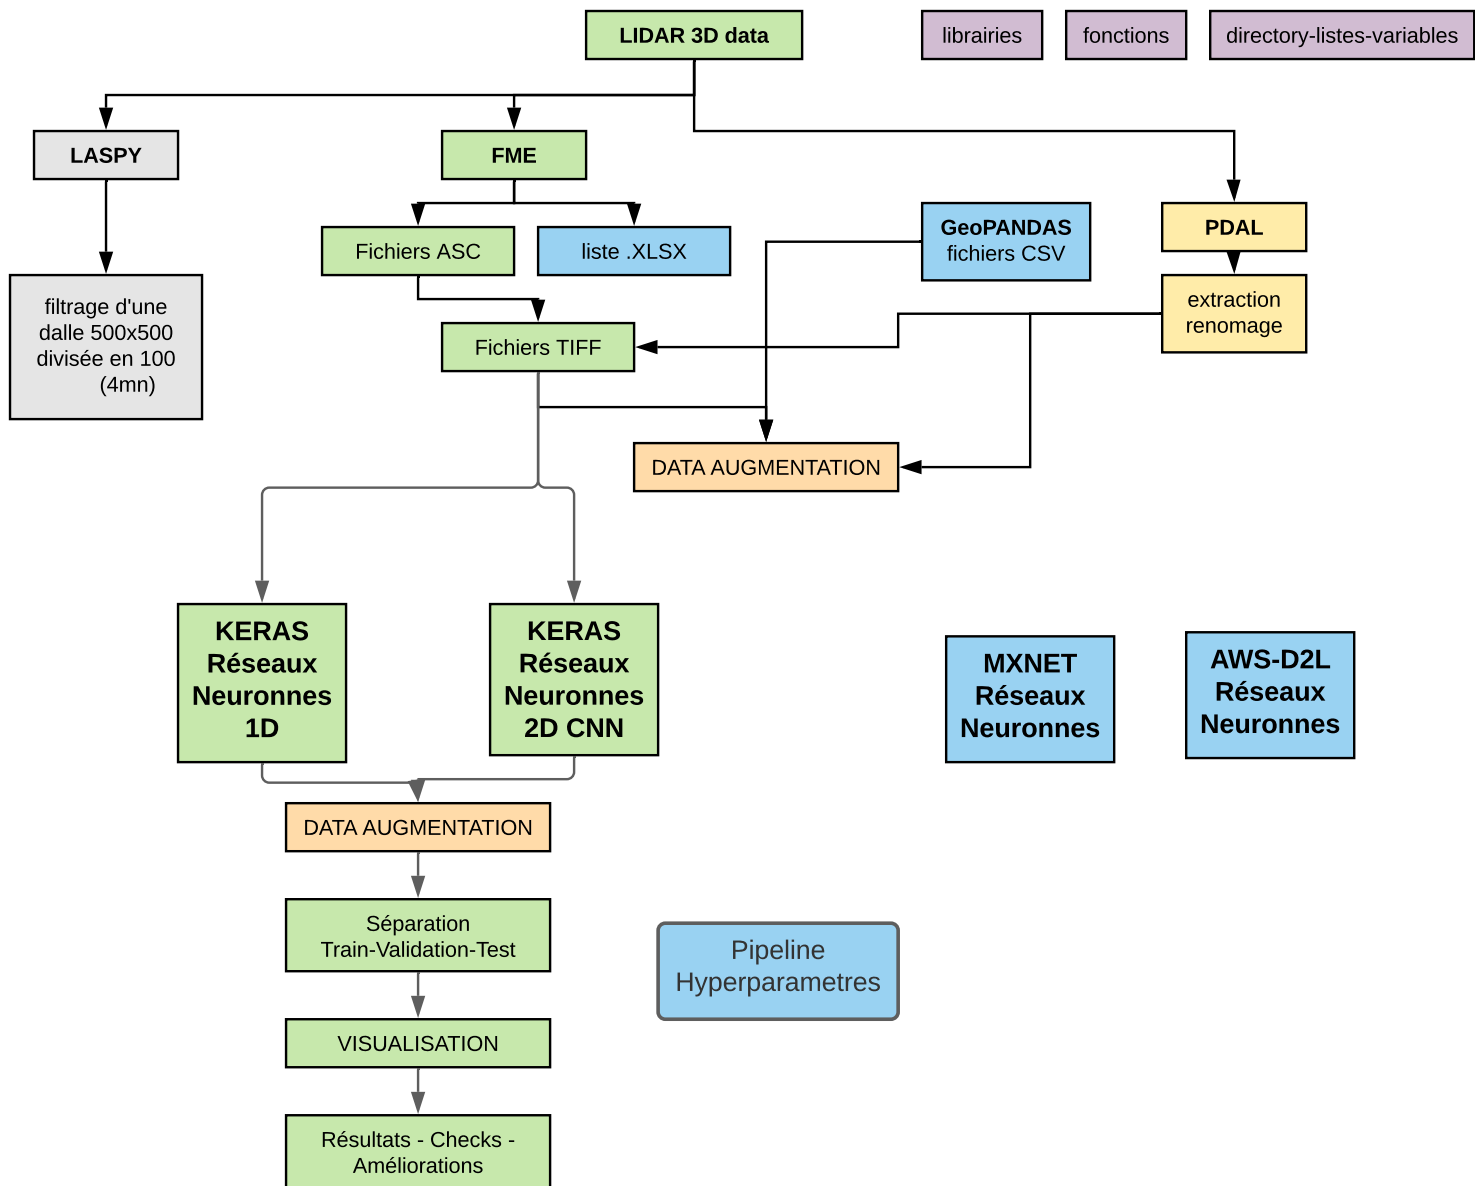 LIDAR 3D data
librairies
fonctions
directory-listes-variables
LASPY
FME
GeoPANDAS
fichiers CSV
PDAL
Fichiers ASC
liste .XLSX
filtrage d'une
dalle 500x500
divisée en 100
(4mn)
extraction
renomage
Fichiers TIFF
DATA AUGMENTATION
KERAS
Réseaux
Neuronnes
1D
KERAS
Réseaux
Neuronnes
2D CNN
MXNET
Réseaux
Neuronnes
AWS-D2L
Réseaux
Neuronnes
DATA AUGMENTATION
Séparation
Train-Validation-Test
Pipeline
Hyperparametres
VISUALISATION
Résultats - Checks -
Améliorations